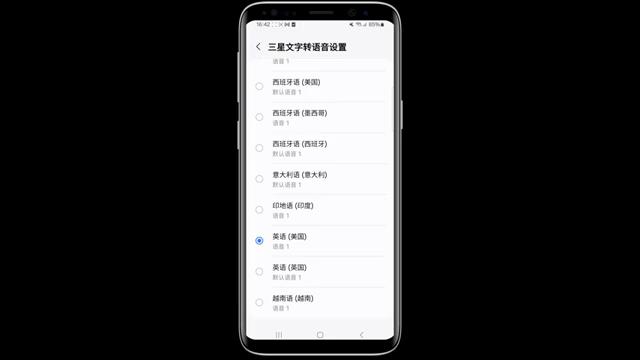 16:42
85%
三星文字转语音设置
语音 1
西班牙语 (美国)
默认语音 1
西班牙语 (墨西哥)
语音 1
西班牙语 (西班牙)
默认语音 1
意大利语 (意大利)
默认语音 1
印地语 (印度)
语音 1
英语 (美国)
语音 1
英语 (英国)
默认语音 1
越南语 (越南)
语音 1